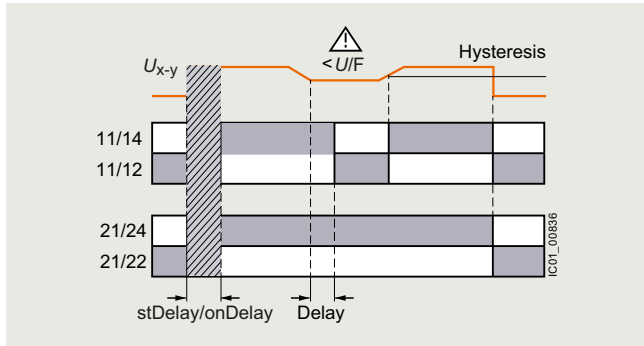 < U/F
Hysteresis
Ux-y
11/14
11/12
21/24
21/22
IC01_00836
stDelay/onDelay
Delay